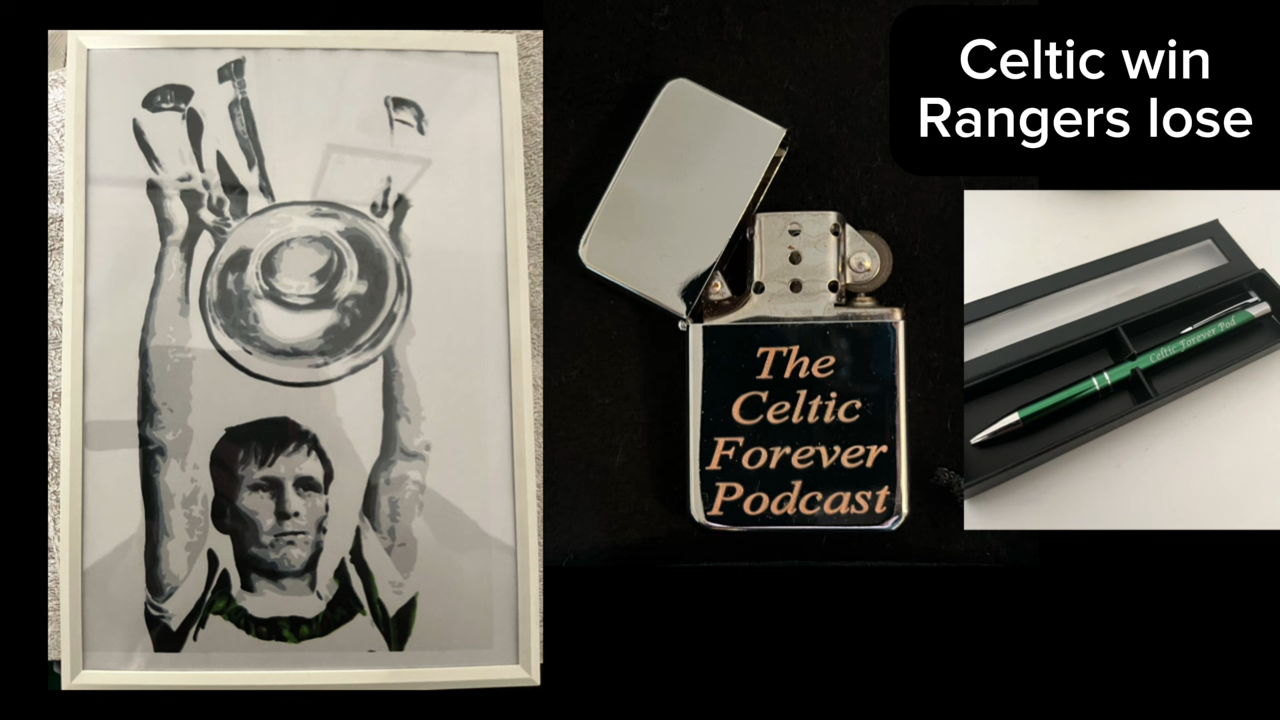 Celtic win
Rangers lose
The
Celtic
Forever
Podcast
Celtic Forever Pod